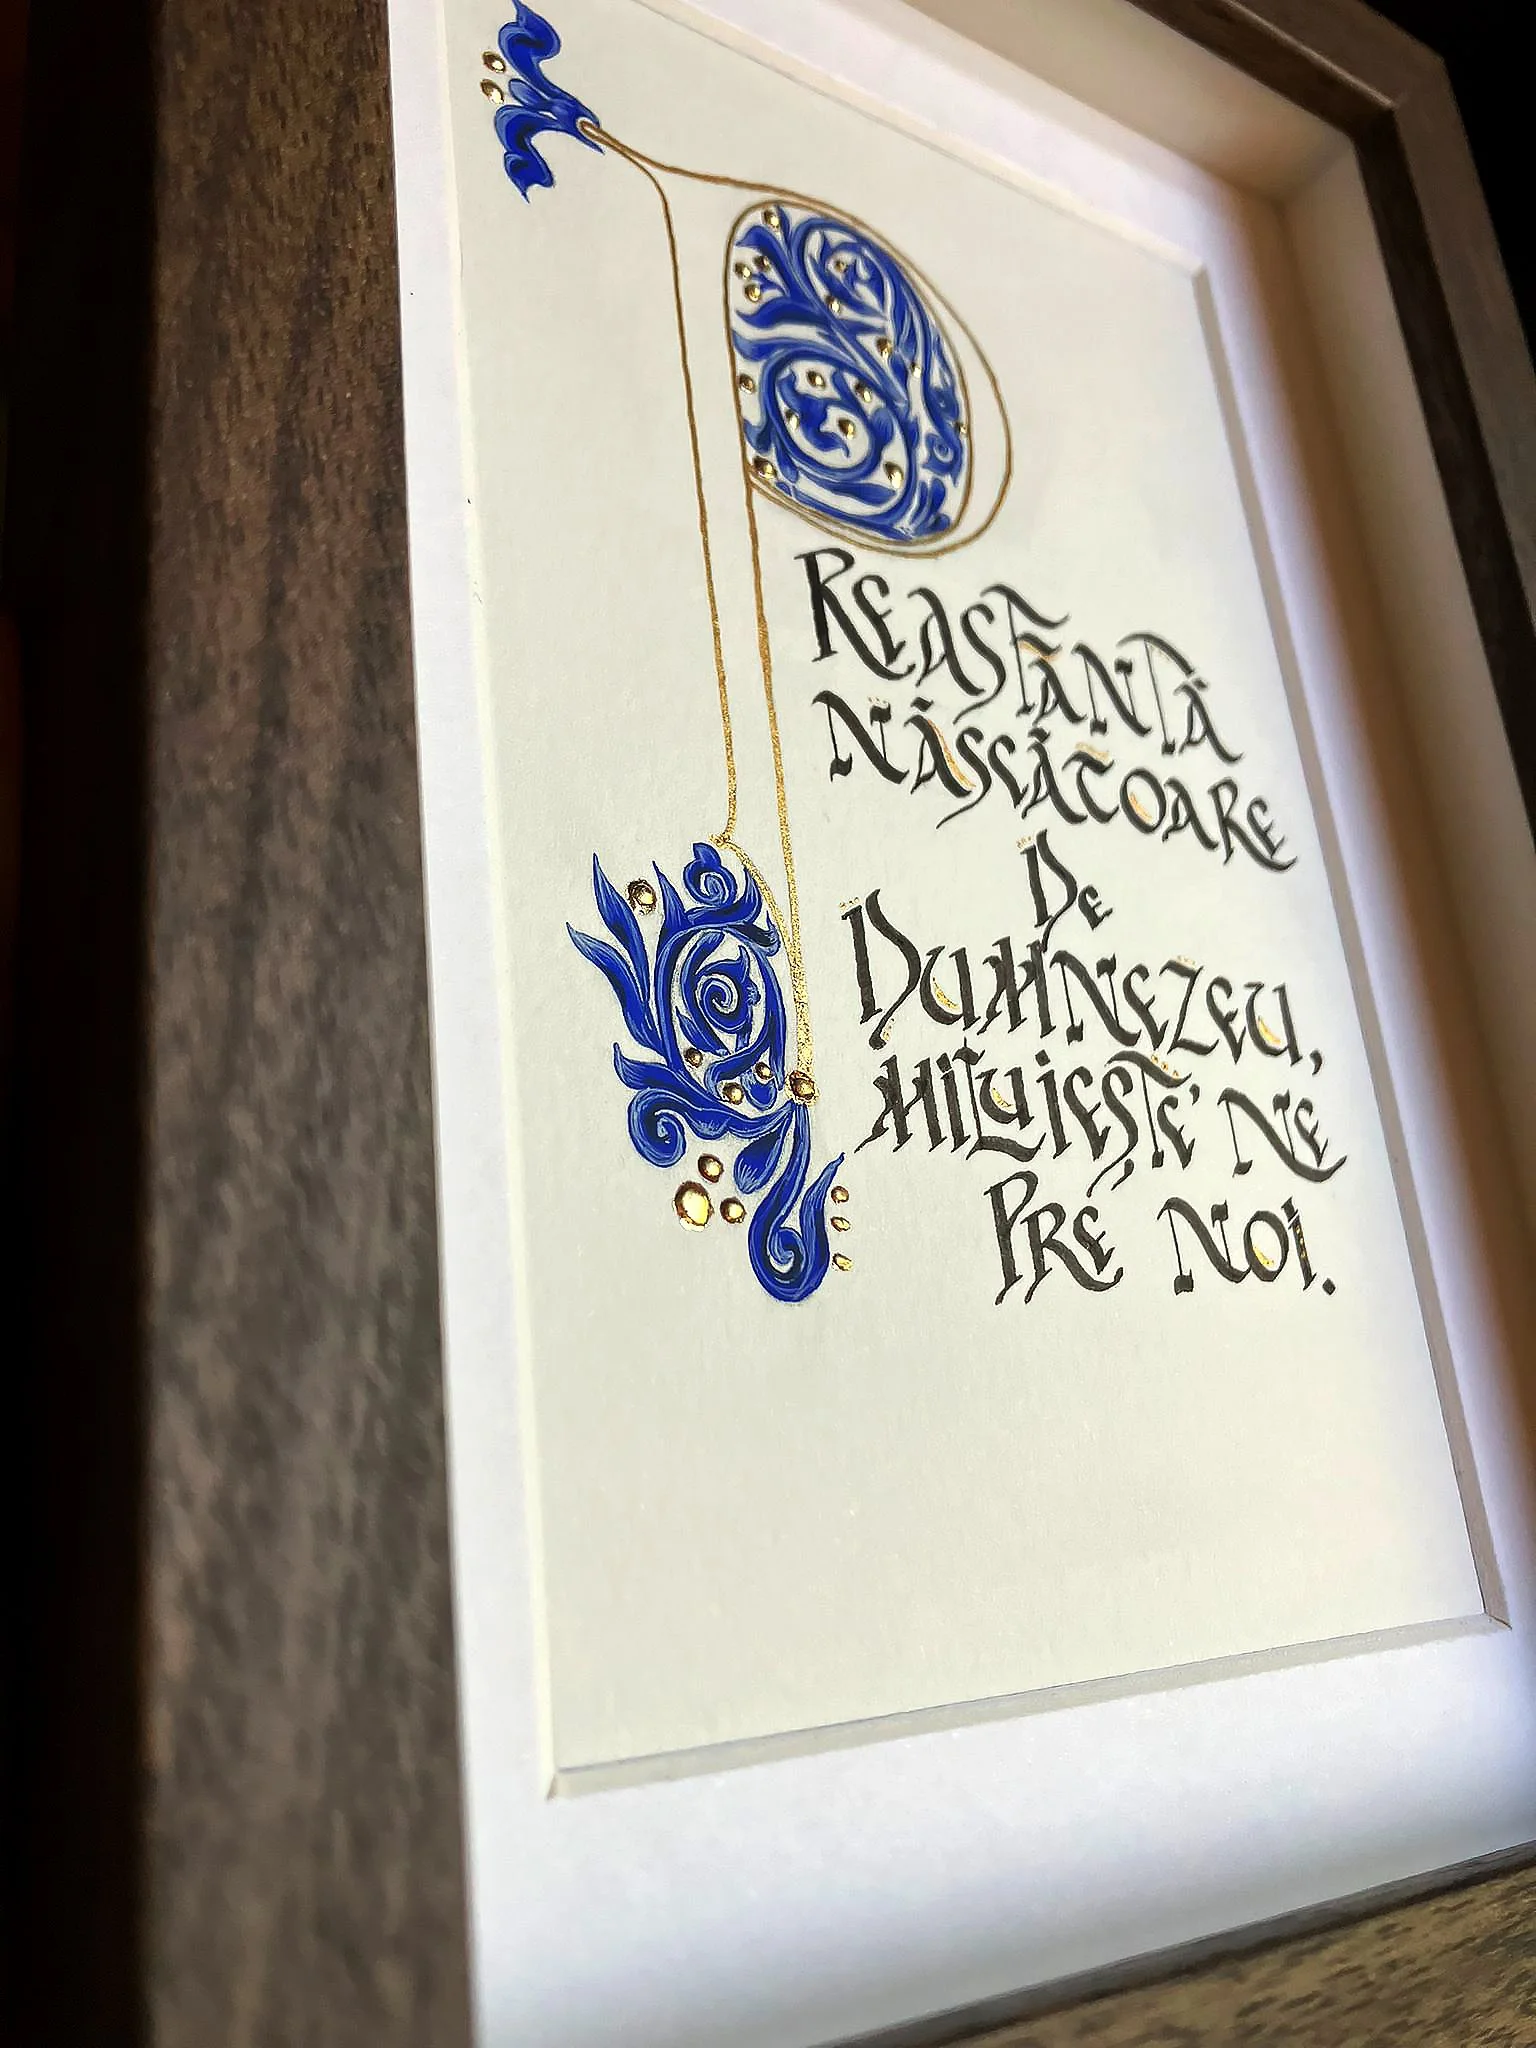 PREASFÂNTĂ
NĂSCĂTOARE
DE
DUMNEZEU,
MILUIEȘTE-NE
PRE NOI.